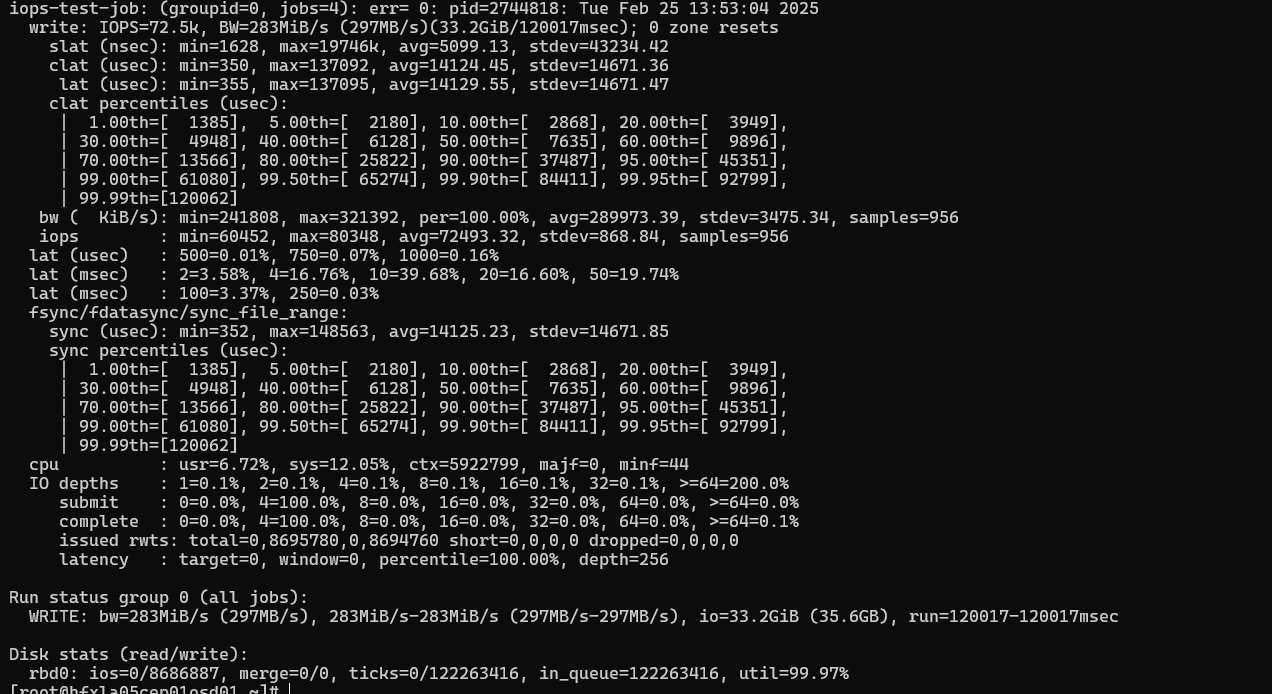 iops-test-job: (groupid=0, jobs=4): err= 0: pid=2744818: Tue Feb 25 13:53:04 2025
  write: IOPS=72.5k, BW=283MiB/s (297MB/s)(33.2GiB/120017msec); 0 zone resets
    slat (nsec): min=1628, max=19746k, avg=5099.13, stdev=43234.42
    clat (usec): min=350, max=137092, avg=14124.45, stdev=14671.36
     lat (usec): min=355, max=137095, avg=14129.55, stdev=14671.47
    clat percentiles (usec):
     |  1.00th=[  1385],  5.00th=[  2180], 10.00th=[  2868], 20.00th=[  3949],
     | 30.00th=[  4948], 40.00th=[  6128], 50.00th=[  7635], 60.00th=[  9896],
     | 70.00th=[ 13566], 80.00th=[ 25822], 90.00th=[ 37487], 95.00th=[ 45351],
     | 99.00th=[ 61080], 99.50th=[ 65274], 99.90th=[ 84411], 99.95th=[ 92799],
     | 99.99th=[120062]
   bw (  KiB/s): min=241808, max=321392, per=100.00%, avg=289973.39, stdev=3475.34, samples=956
   iops        : min=60452, max=80348, avg=72493.32, stdev=868.84, samples=956
  lat (usec)   : 500=0.01%, 750=0.07%, 1000=0.16%
  lat (msec)   : 2=3.58%, 4=16.76%, 10=39.68%, 20=16.60%, 50=19.74%
  lat (msec)   : 100=3.37%, 250=0.03%
  fsync/fdatasync/sync_file_range:
    sync (usec): min=352, max=148563, avg=14125.23, stdev=14671.85
    sync percentiles (usec):
     |  1.00th=[  1385],  5.00th=[  2180], 10.00th=[  2868], 20.00th=[  3949],
     | 30.00th=[  4948], 40.00th=[  6128], 50.00th=[  7635], 60.00th=[  9896],
     | 70.00th=[ 13566], 80.00th=[ 25822], 90.00th=[ 37487], 95.00th=[ 45351],
     | 99.00th=[ 61080], 99.50th=[ 65274], 99.90th=[ 84411], 99.95th=[ 92799],
     | 99.99th=[120062]
  cpu          : usr=6.72%, sys=12.05%, ctx=5922799, majf=0, minf=44
  IO depths    : 1=0.1%, 2=0.1%, 4=0.1%, 8=0.1%, 16=0.1%, 32=0.1%, >=64=200.0%
     submit    : 0=0.0%, 4=100.0%, 8=0.0%, 16=0.0%, 32=0.0%, 64=0.0%, >=64=0.0%
     complete  : 0=0.0%, 4=100.0%, 8=0.0%, 16=0.0%, 32=0.0%, 64=0.0%, >=64=0.1%
     issued rwts: total=0,8695780,0,8694760 short=0,0,0,0 dropped=0,0,0,0
     latency   : target=0, window=0, percentile=100.00%, depth=256

Run status group 0 (all jobs):
  WRITE: bw=283MiB/s (297MB/s), 283MiB/s-283MiB/s (297MB/s-297MB/s), io=33.2GiB (35.6GB), run=120017-120017msec

Disk stats (read/write):
  rbd0: ios=0/8686887, merge=0/0, ticks=0/122263416, in_queue=122263416, util=99.97%